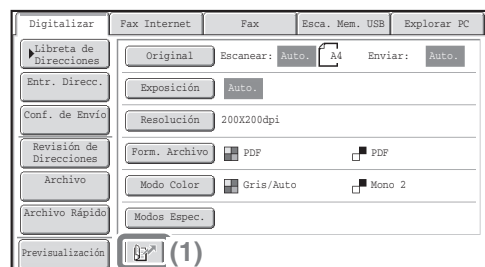 Digitalizar Fax Internet Fax Esca. Mem. USB Explorar PC
Libreta de
Direcciones
Original Escanear: Auto. A4 Enviar: Auto.
Entr. Direcc.
Exposición Auto.
Conf. de Envío
Resolución 200X200dpi
Revisión de
Direcciones
Form. Archivo PDF PDF
Archivo
Modo Color Gris/Auto Mono 2
Archivo Rápido
Modos Espec.
Previsualización
(1)